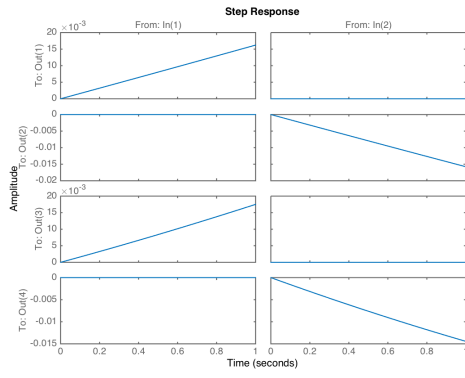 Step Response
From: In(1) From: In(2)
×10⁻³
20
15
10
5
0
To: Out(1)
0
-0.005
-0.01
-0.015
-0.02
To: Out(2)
Amplitude
×10⁻³
20
15
10
5
0
To: Out(3)
0
-0.005
-0.01
-0.015
To: Out(4)
0 0.2 0.4 0.6 0.8 1 0 0.2 0.4 0.6 0.8 1
Time (seconds)